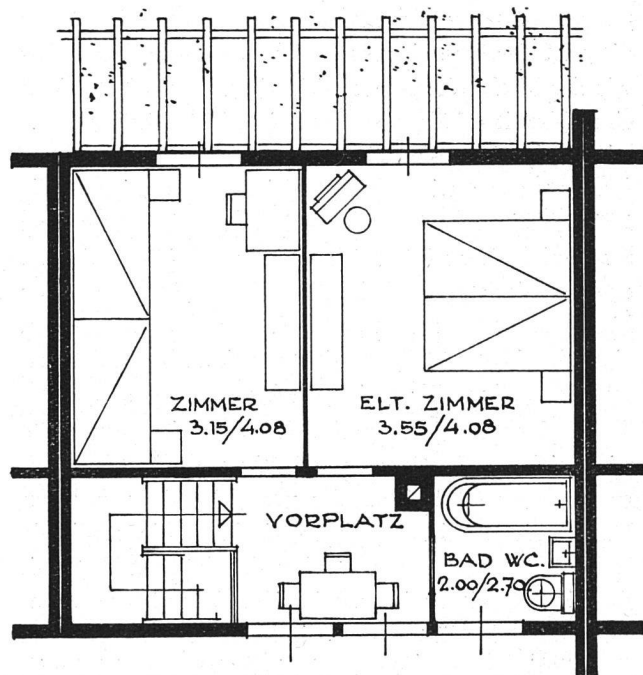 ZIMMER
3.15/4.08
ELT. ZIMMER
3.55/4.08
VORPLATZ
BAD WC.
2.00/2.70